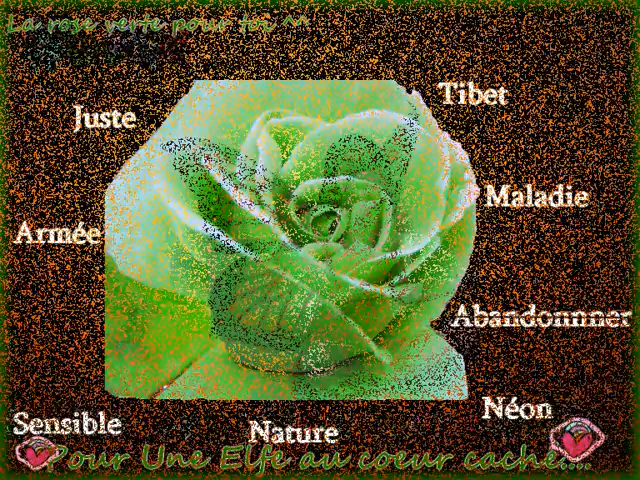 La rose verte pour toi ^^
Tibet
Juste
Maladie
Armée
Abandonnner
Néon
Sensible
Nature
Pour Une Elfe au coeur caché....